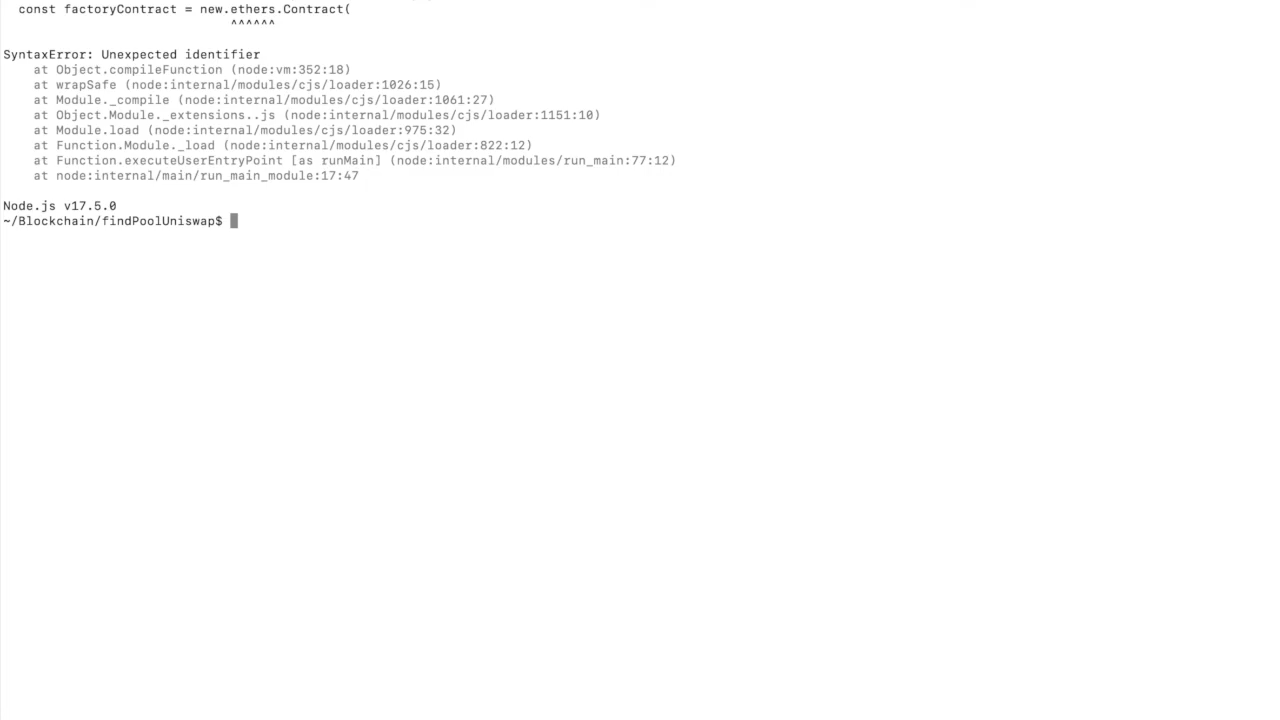 const factoryContract = new.ethers.Contract(
^^^^^^
SyntaxError: Unexpected identifier
at Object.compileFunction (node:vm:352:18)
at wrapSafe (node:internal/modules/cjs/loader:1026:15)
at Module._compile (node:internal/modules/cjs/loader:1061:27)
at Object.Module._extensions..js (node:internal/modules/cjs/loader:1151:10)
at Module.load (node:internal/modules/cjs/loader:975:32)
at Function.Module._load (node:internal/modules/cjs/loader:822:12)
at Function.executeUserEntryPoint [as runMain] (node:internal/modules/run_main:77:12)
at node:internal/main/run_main_module:17:47
Node.js v17.5.0
~/Blockchain/findPoolUniswap$